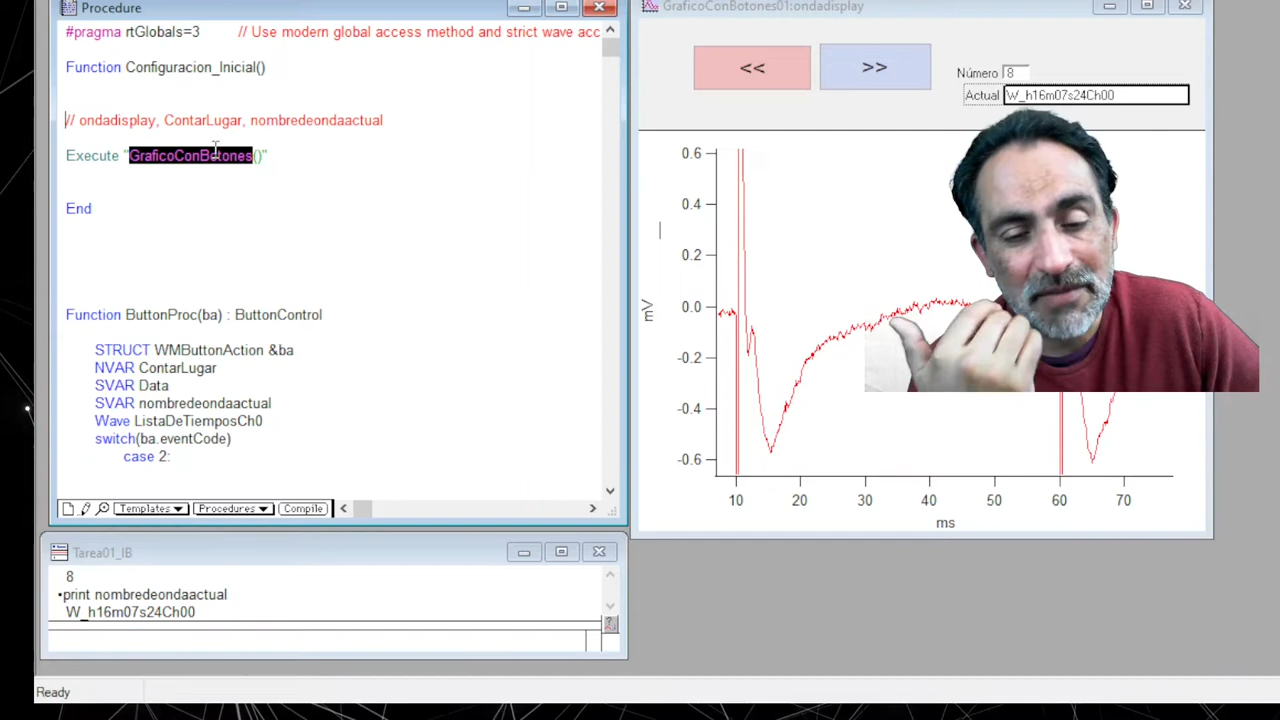 Procedure
#pragma rtGlobals=3 // Use modern global access method and strict wave acc
Function Configuracion_Inicial()
// ondadisplay, ContarLugar, nombredeondaactual
Execute "GraficoConBotones()"
End
Function ButtonProc(ba) : ButtonControl
STRUCT WMButtonAction &ba
NVAR ContarLugar
SVAR Data
SVAR nombredeondaactual
Wave ListaDeTiemposCh0
switch(ba.eventCode)
case 2:
Templates
Procedures
Compile
Tarea01_IB
8
•print nombredeondaactual
W_h16m07s24Ch00
Ready
GraficoConBotones01:ondadisplay
<<
>>
Número 8
Actual W_h16m07s24Ch00
0.6
0.4
0.2
0.0
-0.2
-0.4
-0.6
mV
10 20 30 40 50 60 70
ms